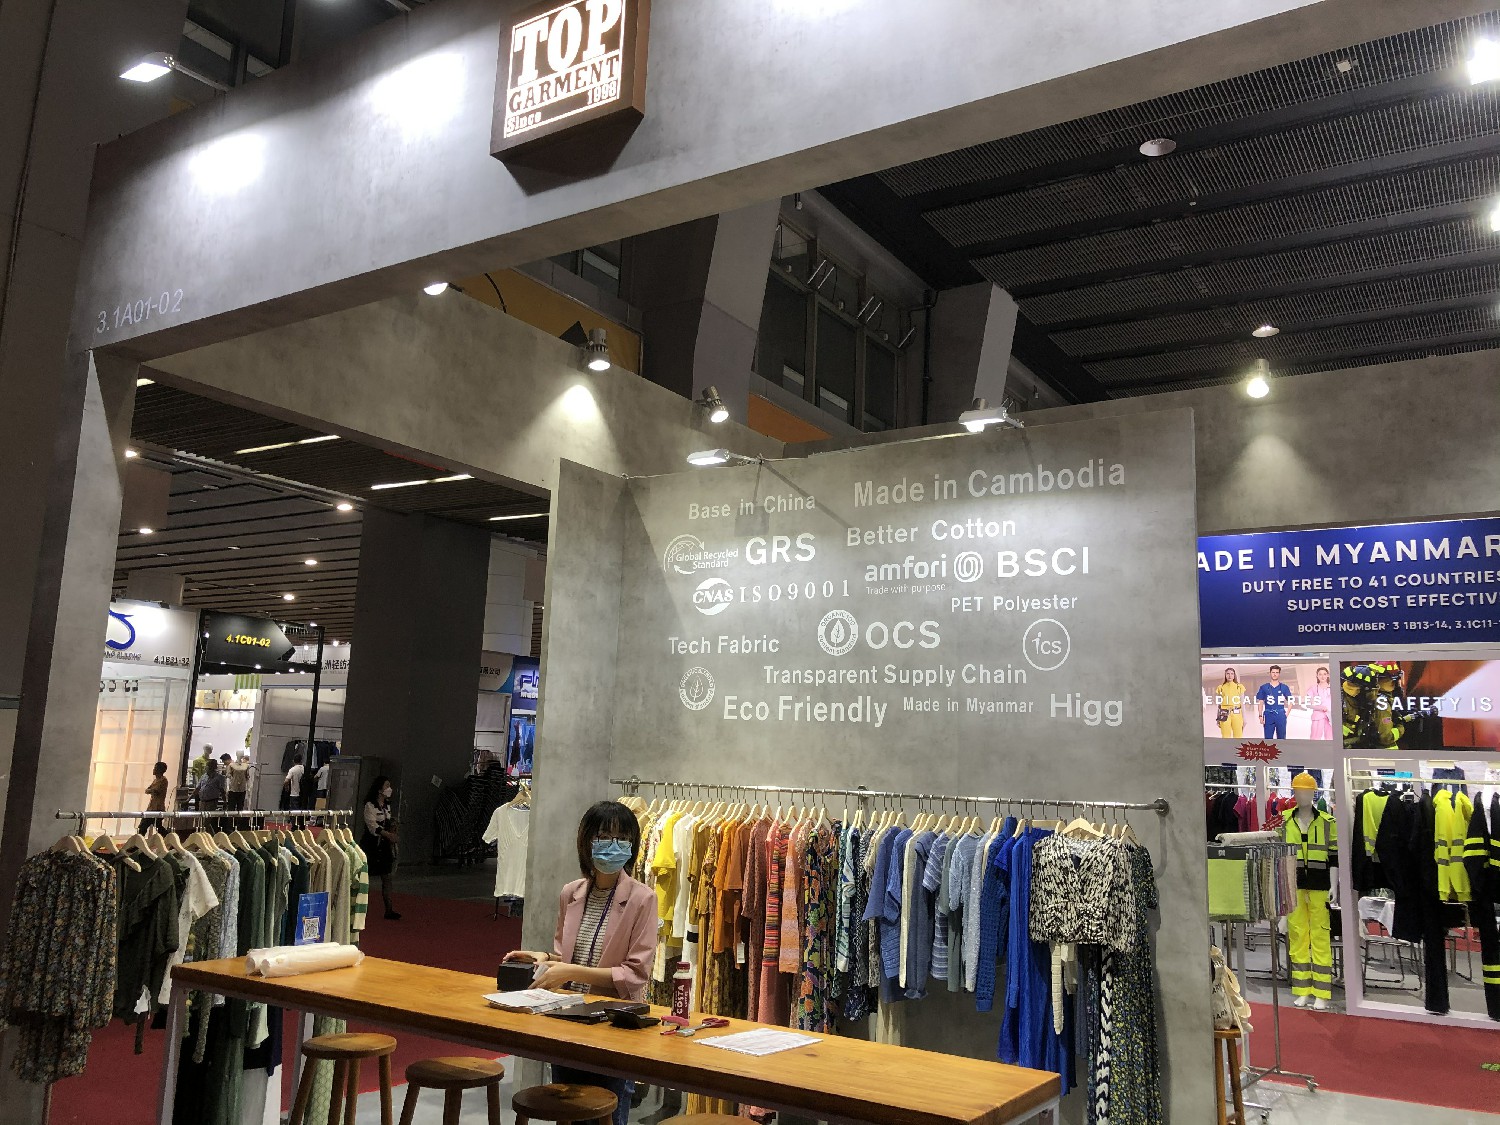 TOP
GARMENT
Since 1998
3.1A01-02
Base in China
Made in Cambodia
Global Recycled
Standard
GRS
Better Cotton
CNAS ISO9001
amfori BSCI
Trade with purpose
PET Polyester
Tech Fabric
OCS
ics
Transparent Supply Chain
Eco Friendly
Made in Myanmar
Higg
ADE IN MYANMAR
DUTY FREE TO 41 COUNTRIES
SUPER COST EFFECTIV
BOOTH NUMBER: 3 1B13-14, 3.1C11-
EDICAL SERIES
SAFETY IS
4.1C01-02
COSTA